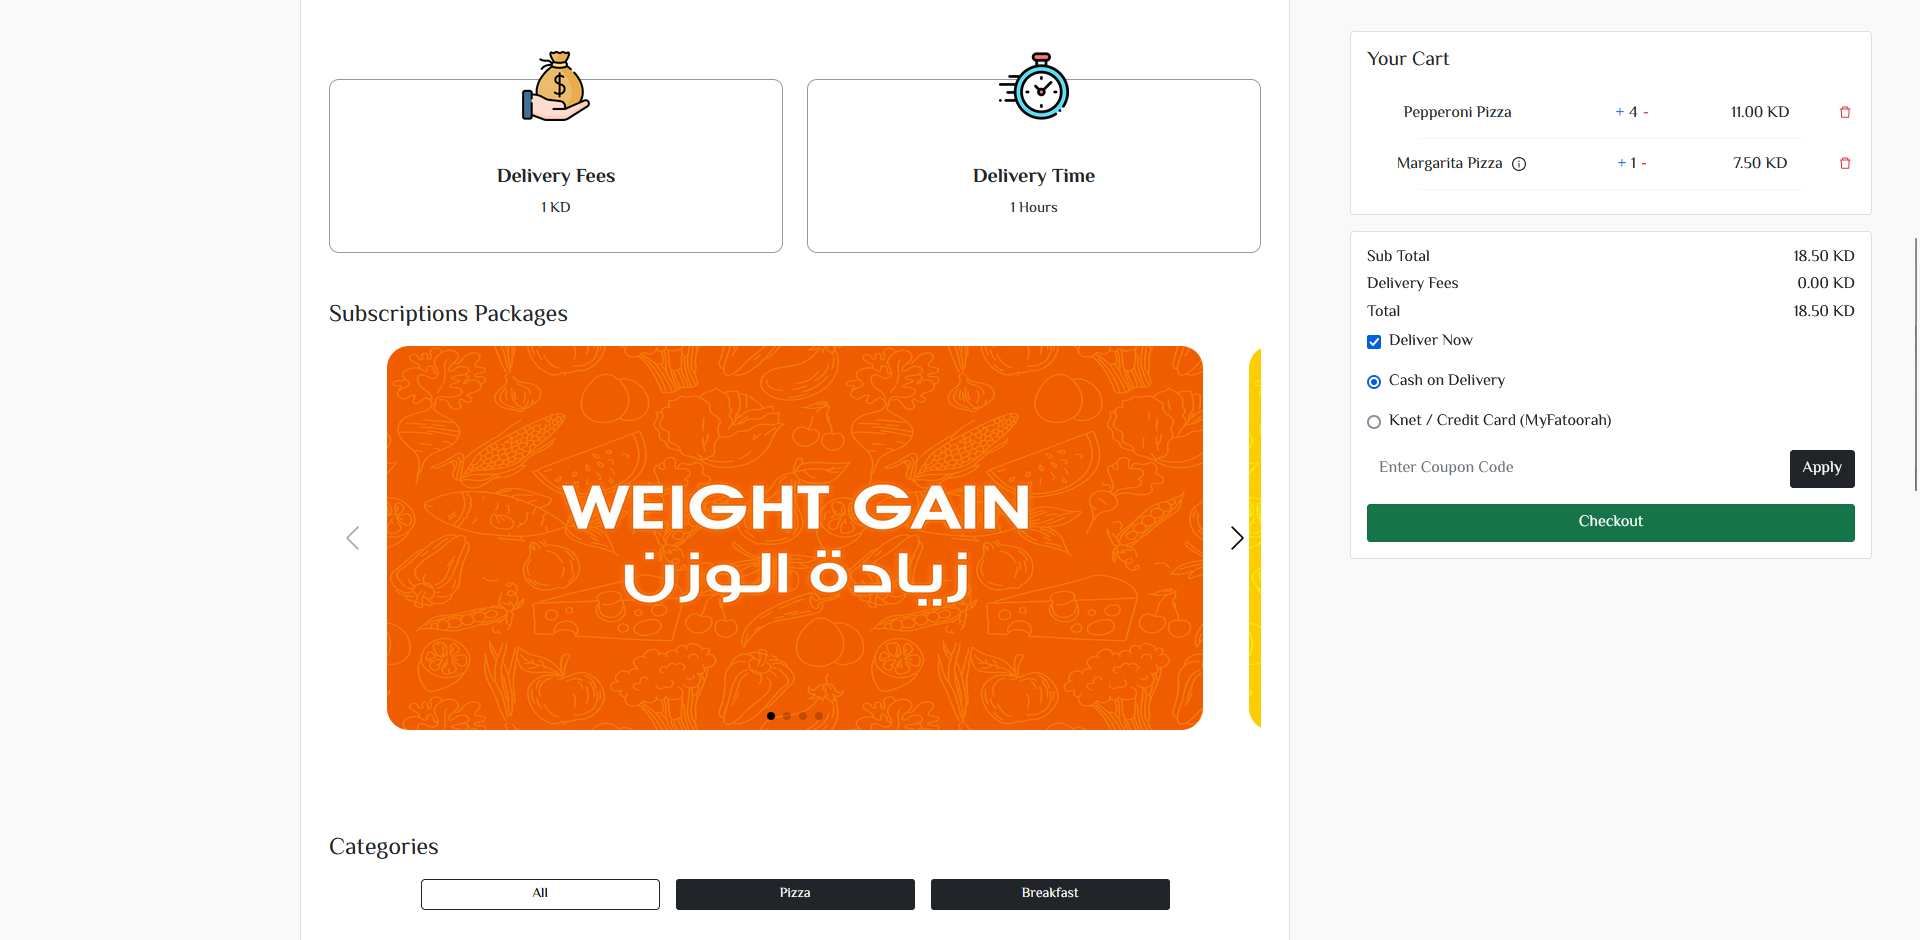 Delivery Fees
1 KD
Delivery Time
1 Hours
Subscriptions Packages
WEIGHT GAIN
زيادة الوزن
Categories
All
Pizza
Breakfast
Your Cart
Pepperoni Pizza + 4 - 11.00 KD
Margarita Pizza + 1 - 7.50 KD
Sub Total 18.50 KD
Delivery Fees 0.00 KD
Total 18.50 KD
Deliver Now
Cash on Delivery
Knet / Credit Card (MyFatoorah)
Enter Coupon Code Apply
Checkout